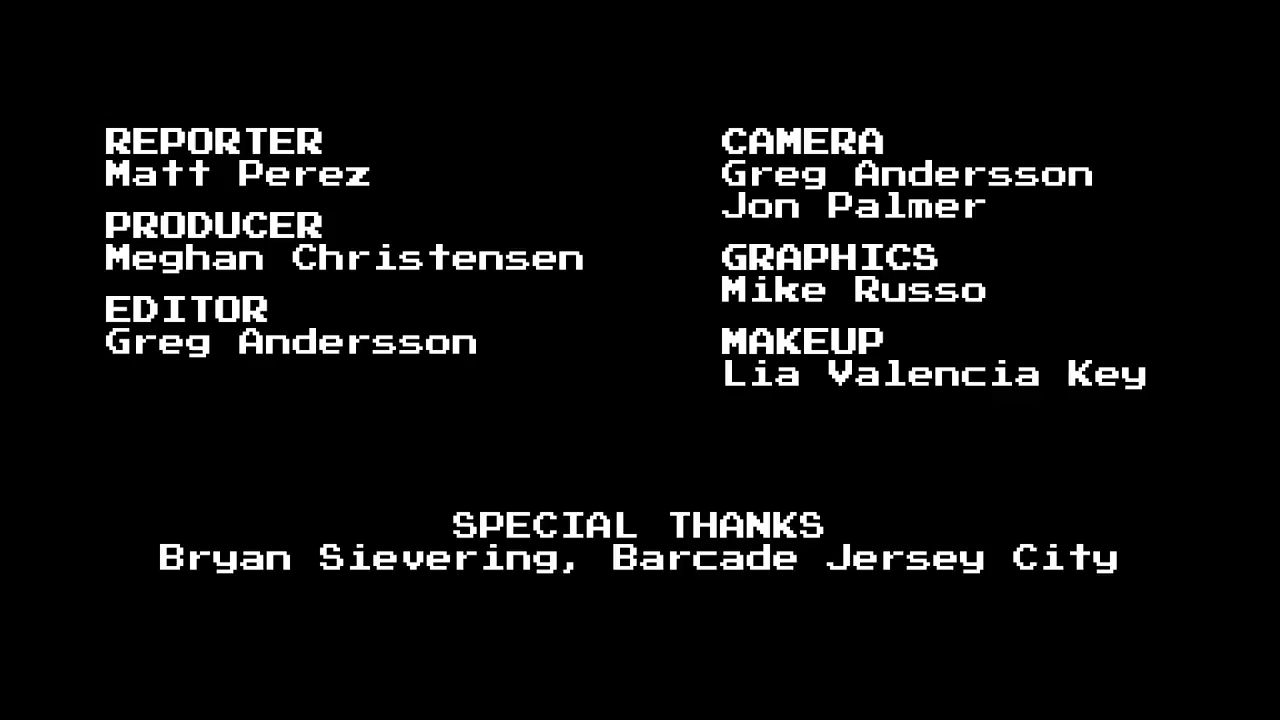 REPORTER
Matt Perez
PRODUCER
Meghan Christensen
EDITOR
Greg Andersson
CAMERA
Greg Andersson
Jon Palmer
GRAPHICS
Mike Russo
MAKEUP
Lia Valencia Key
SPECIAL THANKS
Bryan Sievering, Barcade Jersey City